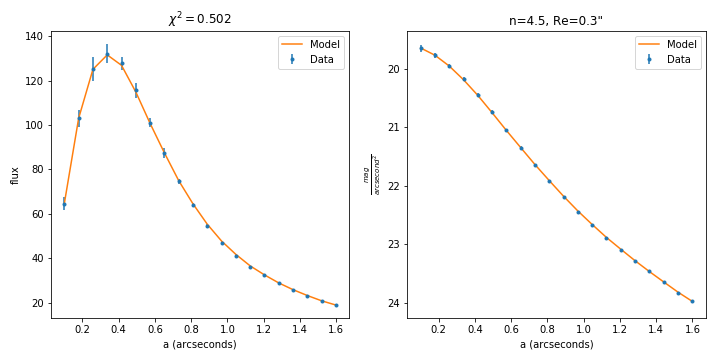 χ² = 0.502
140
120
100
80
60
40
20
flux
0.2 0.4 0.6 0.8 1.0 1.2 1.4 1.6
a (arcseconds)
Model
Data
n=4.5, Re=0.3"
20
21
22
23
24
mag
arcsecond²
0.2 0.4 0.6 0.8 1.0 1.2 1.4 1.6
a (arcseconds)
Model
Data